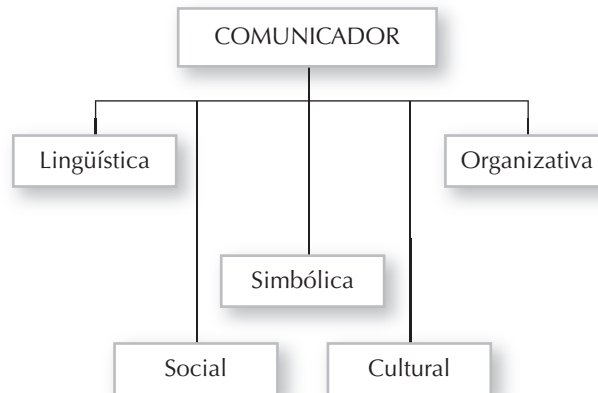 COMUNICADOR
Lingüística
Organizativa
Simbólica
Social
Cultural